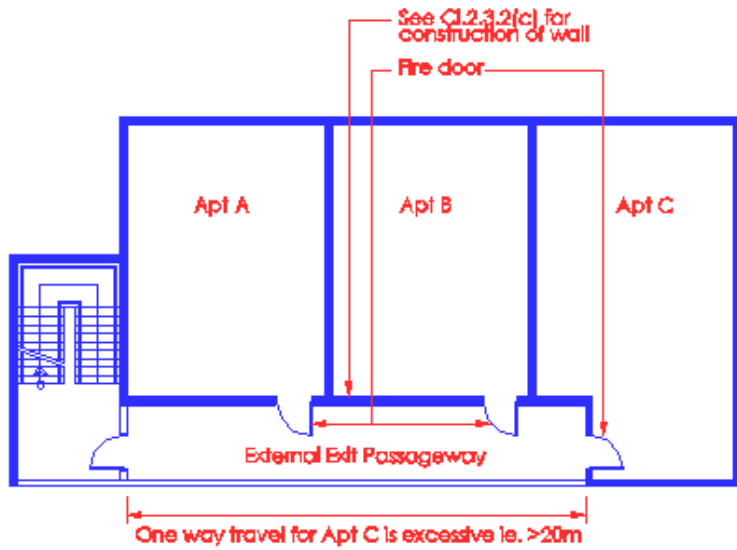 See Cl.2.3.2(c) for
construction of wall
Fire door
Apt A
Apt B
Apt C
External Exit Passageway
One way travel for Apt C is excessive ie. >20m